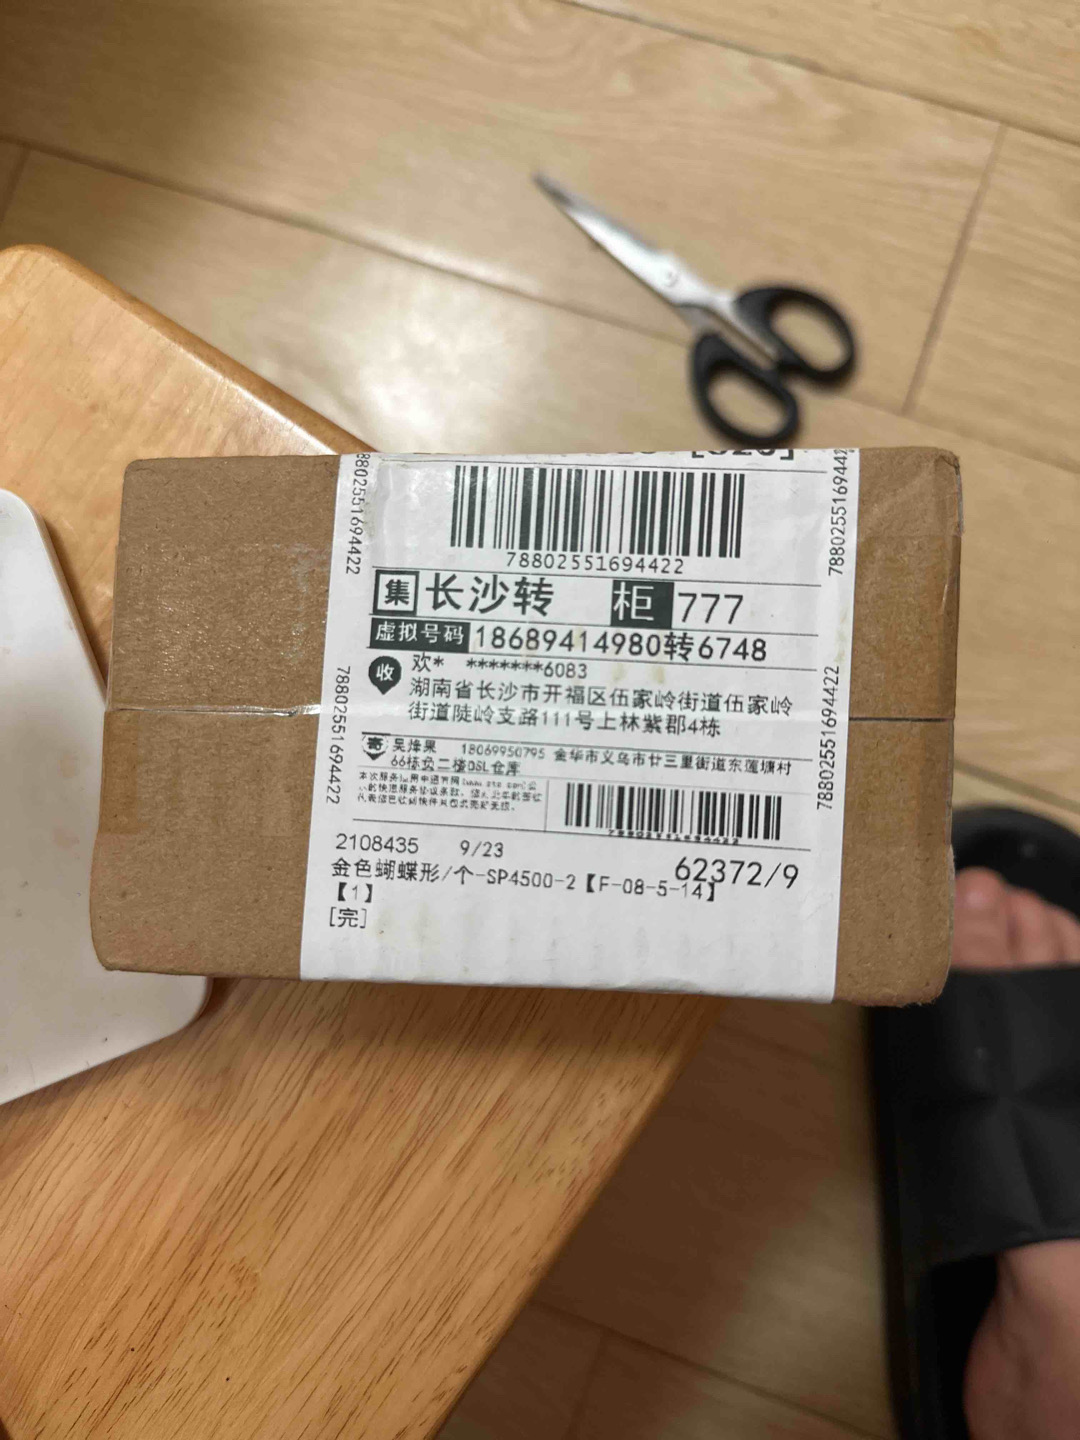 78802551694422
集 长沙转 柜 777
虚拟号码 18689414980转6748
收 欢* *******6083
湖南省长沙市开福区伍家岭街道伍家岭
街道陡岭支路111号上林紫郡4栋
寄 吴烽果 18069950795 金华市义乌市廿三里街道东莲塘村
66栋负二楼DSL仓库
78802551694422
2108435 9/23
62372/9
金色蝴蝶形/个-SP4500-2【F-08-5-14】
【1】
[完]
78802551694422
78802551694422
78802551694422
78802551694422